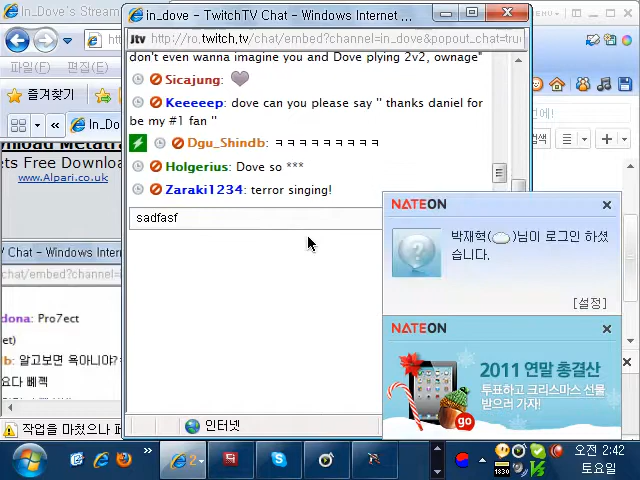 In_Dove's Stream
in_dove - TwitchTV Chat - Windows Internet ...
jtv http://ro.twitch.tv/chat/embed?channel=in_dove&popout_chat=tru
파일(F) 편집(E)
즐겨찾기
In_Do
ets Free Downloa
www.Alpari.co.uk
Chat - Windows Intern
chat/embed?channel=i
dona: Pro7ect
db: 알고보면 욕아니야?
요다 삐젝
작업을 마쳤으나 페
don't even wanna imagine you and Dove plying 2v2, ownage"
Sicajung:
Keeeeep: dove can you please say " thanks daniel for
be my #1 fan "
Dgu_Shindb: ㅋㅋㅋㅋㅋㅋㅋㅋㅋ
Holgerius: Dove so ***
Zaraki1234: terror singing!
sadfasf
NATEON
박재혁( )님이 로그인 하셨
습니다.
[설정]
NATEON
2011 연말 총결산
투표하고 크리스마스 선물
받으러 가자!
go
인터넷
2
1830
오전 2:42
토요일